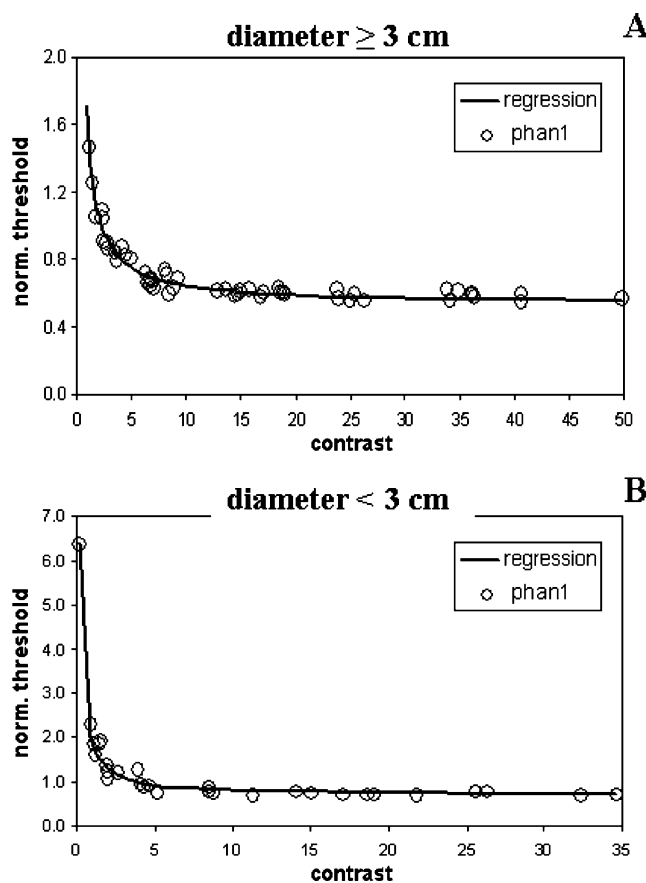 A
diameter ≥ 3 cm
2.0
1.6
1.2
0.8
0.4
0.0
norm. threshold
regression
phan1
0 5 10 15 20 25 30 35 40 45 50
contrast
B
diameter < 3 cm
7.0
6.0
5.0
4.0
3.0
2.0
1.0
0.0
norm. threshold
regression
phan1
0 5 10 15 20 25 30 35
contrast